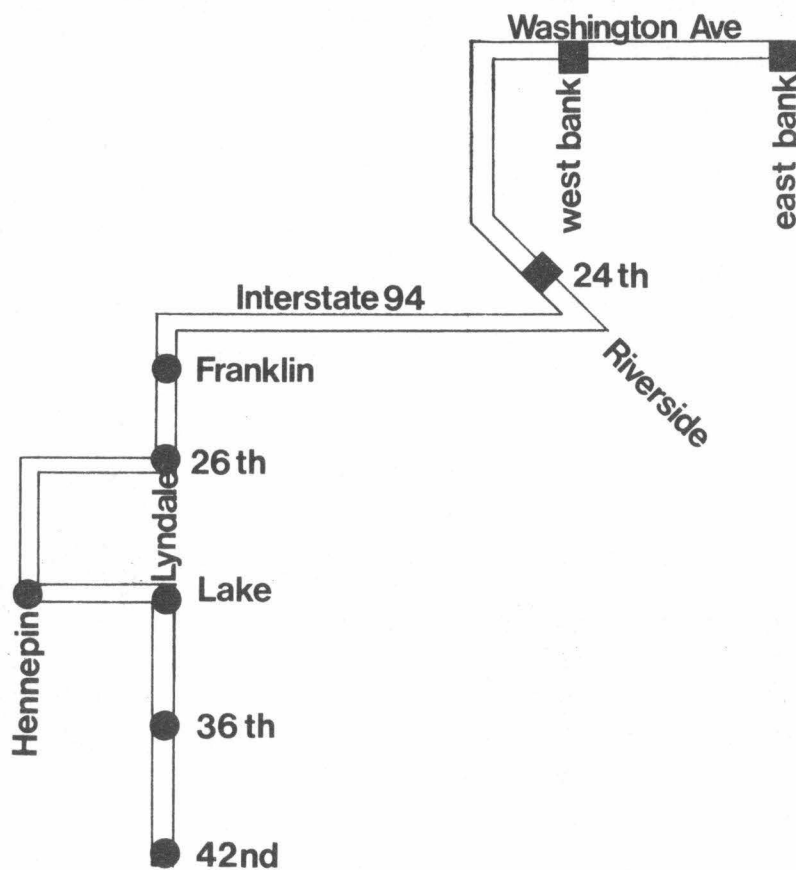 Washington Ave
west bank
east bank
24th
Interstate 94
Riverside
Franklin
26th
Lyndale
Lake
Hennepin
36th
42nd